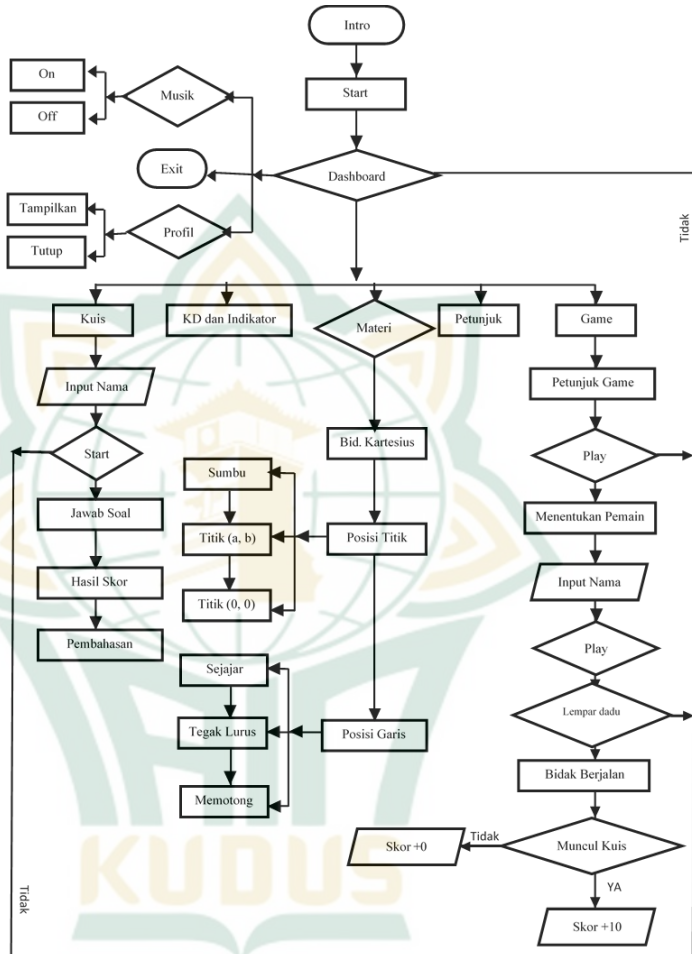 Intro
Start
On
Musik
Off
Exit
Dashboard
Tampilkan
Profil
Tutup
Tidak
Kuis
KD dan Indikator
Materi
Petunjuk
Game
Input Nama
Petunjuk Game
Start
Bid. Kartesius
Play
Sumbu
Jawab Soal
Titik (a, b)
Posisi Titik
Menentukan Pemain
Hasil Skor
Titik (0, 0)
Input Nama
Pembahasan
Play
Sejajar
Lempar dadu
Tegak Lurus
Posisi Garis
Bidak Berjalan
Memotong
Skor +0
Tidak
Muncul Kuis
YA
Skor +10
Tidak
KUDUS